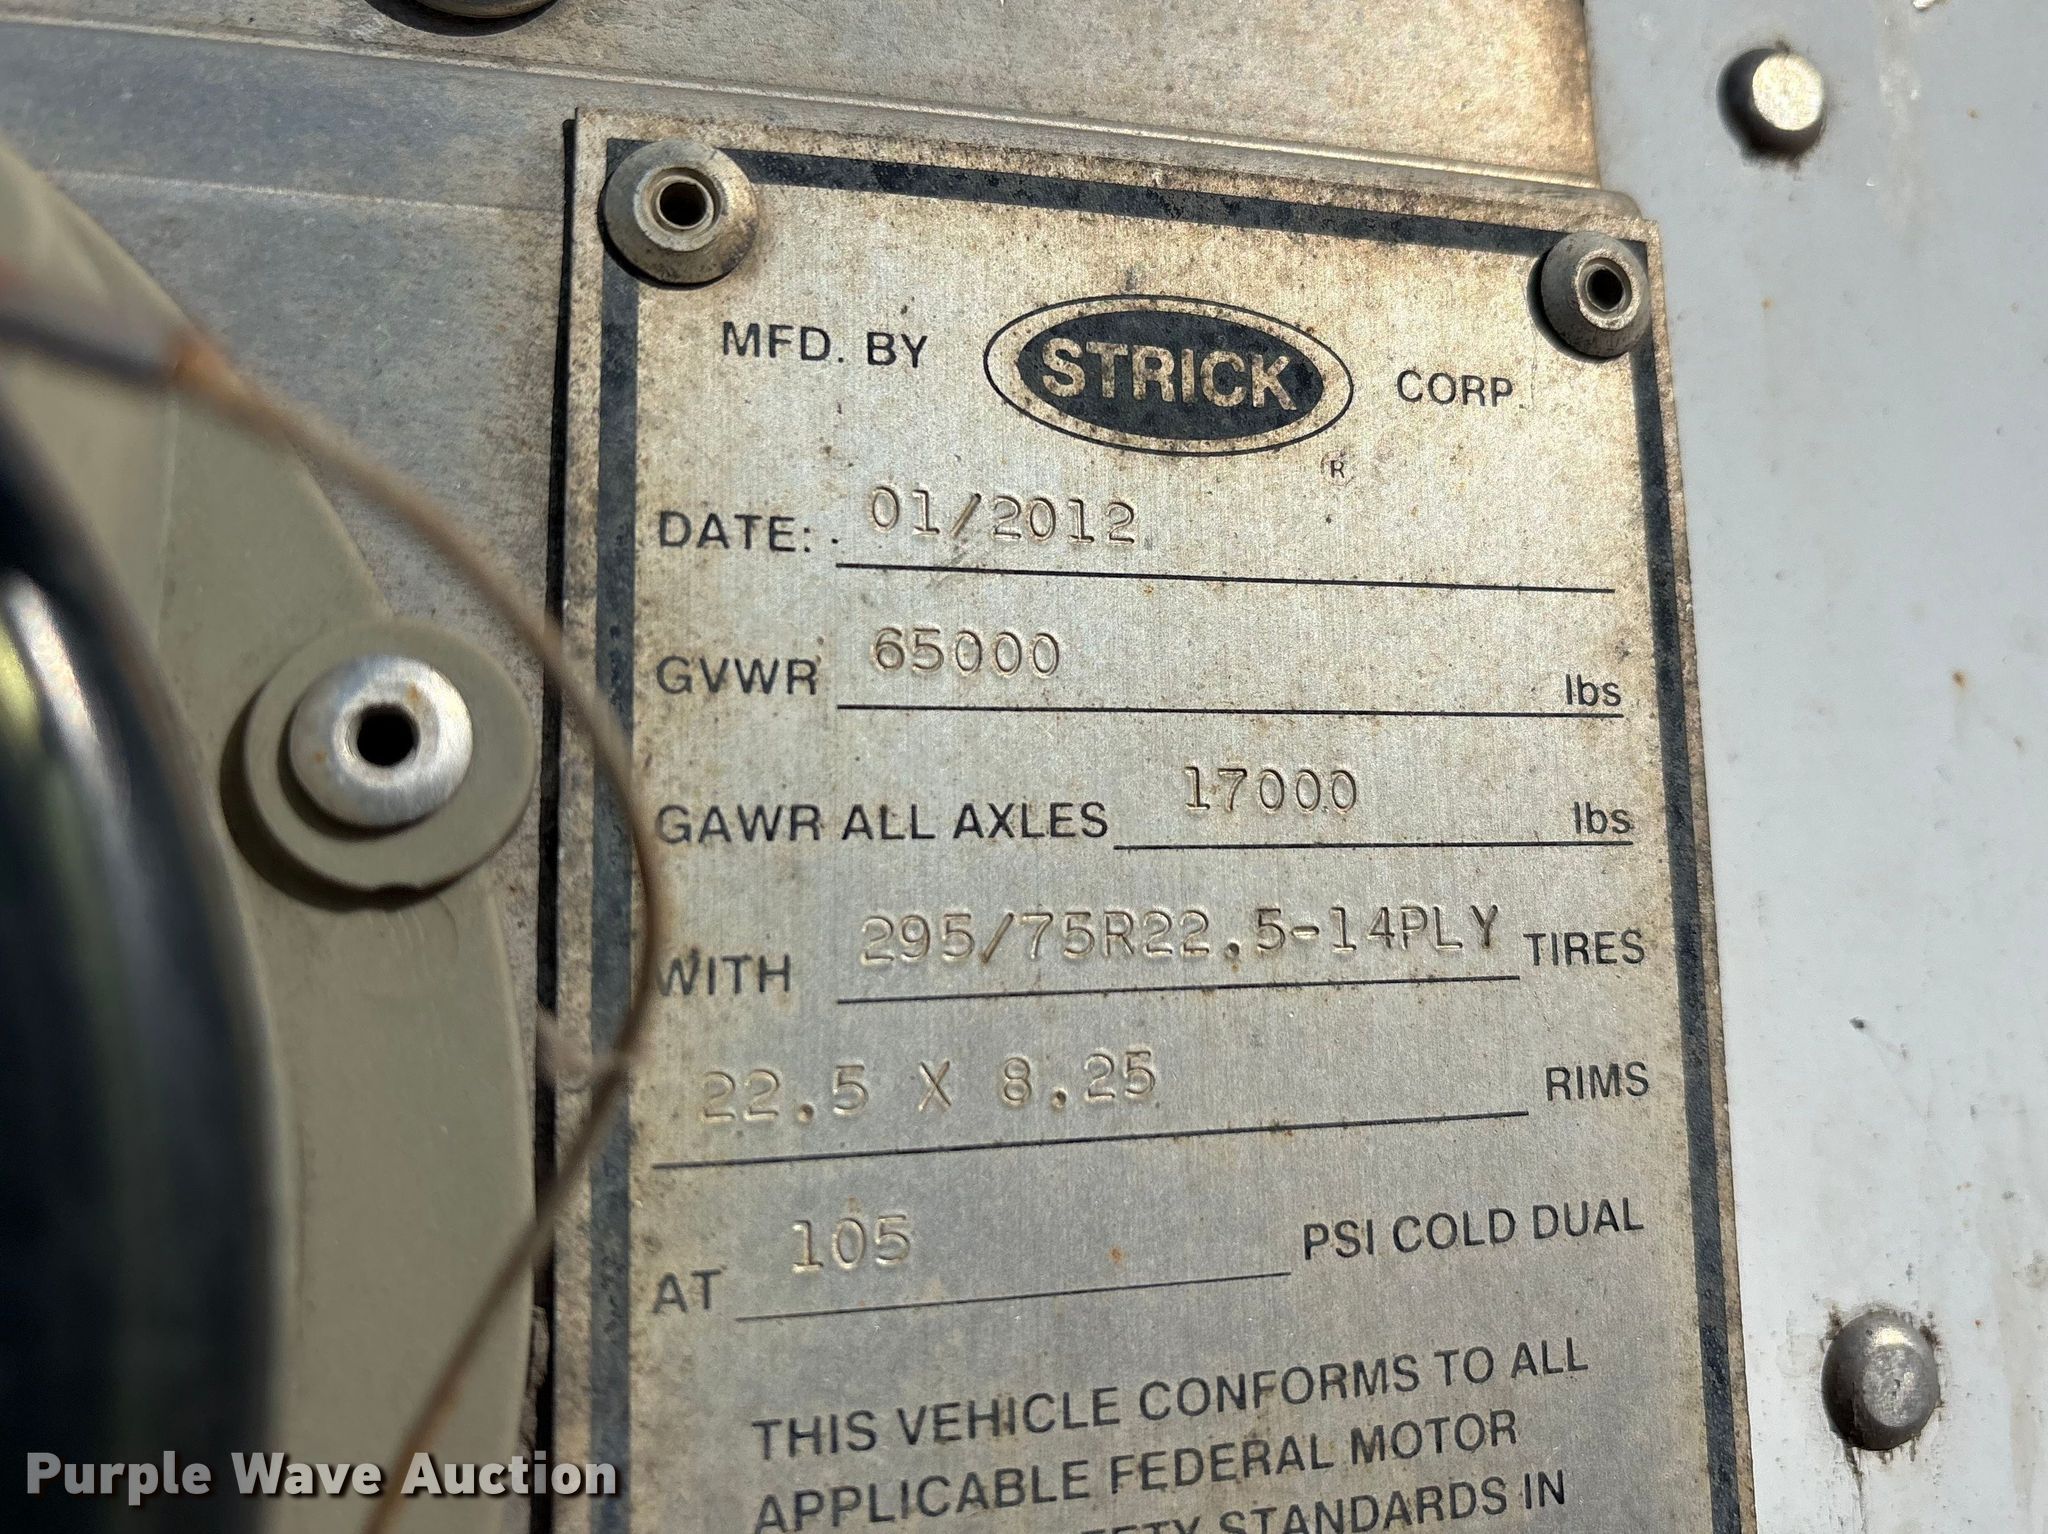 MFD. BY STRICK CORP.
R
DATE: 01/2012
GVWR 65000 lbs
GAWR ALL AXLES 17000 lbs
WITH 295/75R22.5-14PLY TIRES
22.5 X 8.25 RIMS
AT 105 PSI COLD DUAL
THIS VEHICLE CONFORMS TO ALL
APPLICABLE FEDERAL MOTOR
STANDARDS IN
Purple Wave Auction